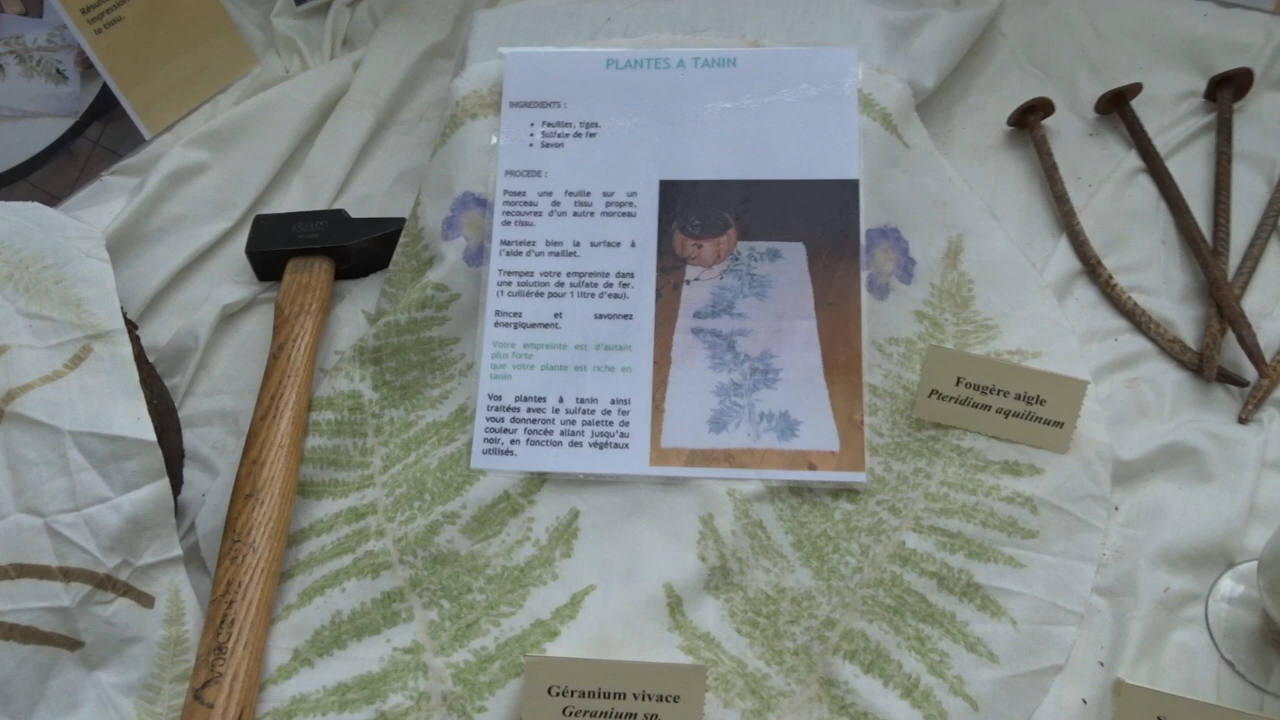 Résulta
impression
le tissu.
PLANTES A TANIN
INGREDIENTS :
• Feuilles, tiges.
• Sulfate de fer
• Savon
PROCEDE :
Posez une feuille sur un
morceau de tissu propre,
recouvrez d'un autre morceau
de tissu.
Martelez bien la surface à
l'aide d'un maillet.
Trempez votre empreinte dans
une solution de sulfate de fer.
(1 cuillérée pour 1 litre d'eau).
Rincez et savonnez
énergiquement.
Votre empreinte est d'autant
plus forte
que votre plante est riche en
tanin
Vos plantes à tanin ainsi
traitées avec le sulfate de fer
vous donneront une palette de
couleur foncée allant jusqu'au
noir, en fonction des végétaux
utilisés.
Fougère aigle
Pteridium aquilinum
Géranium vivace
Geranium sp.